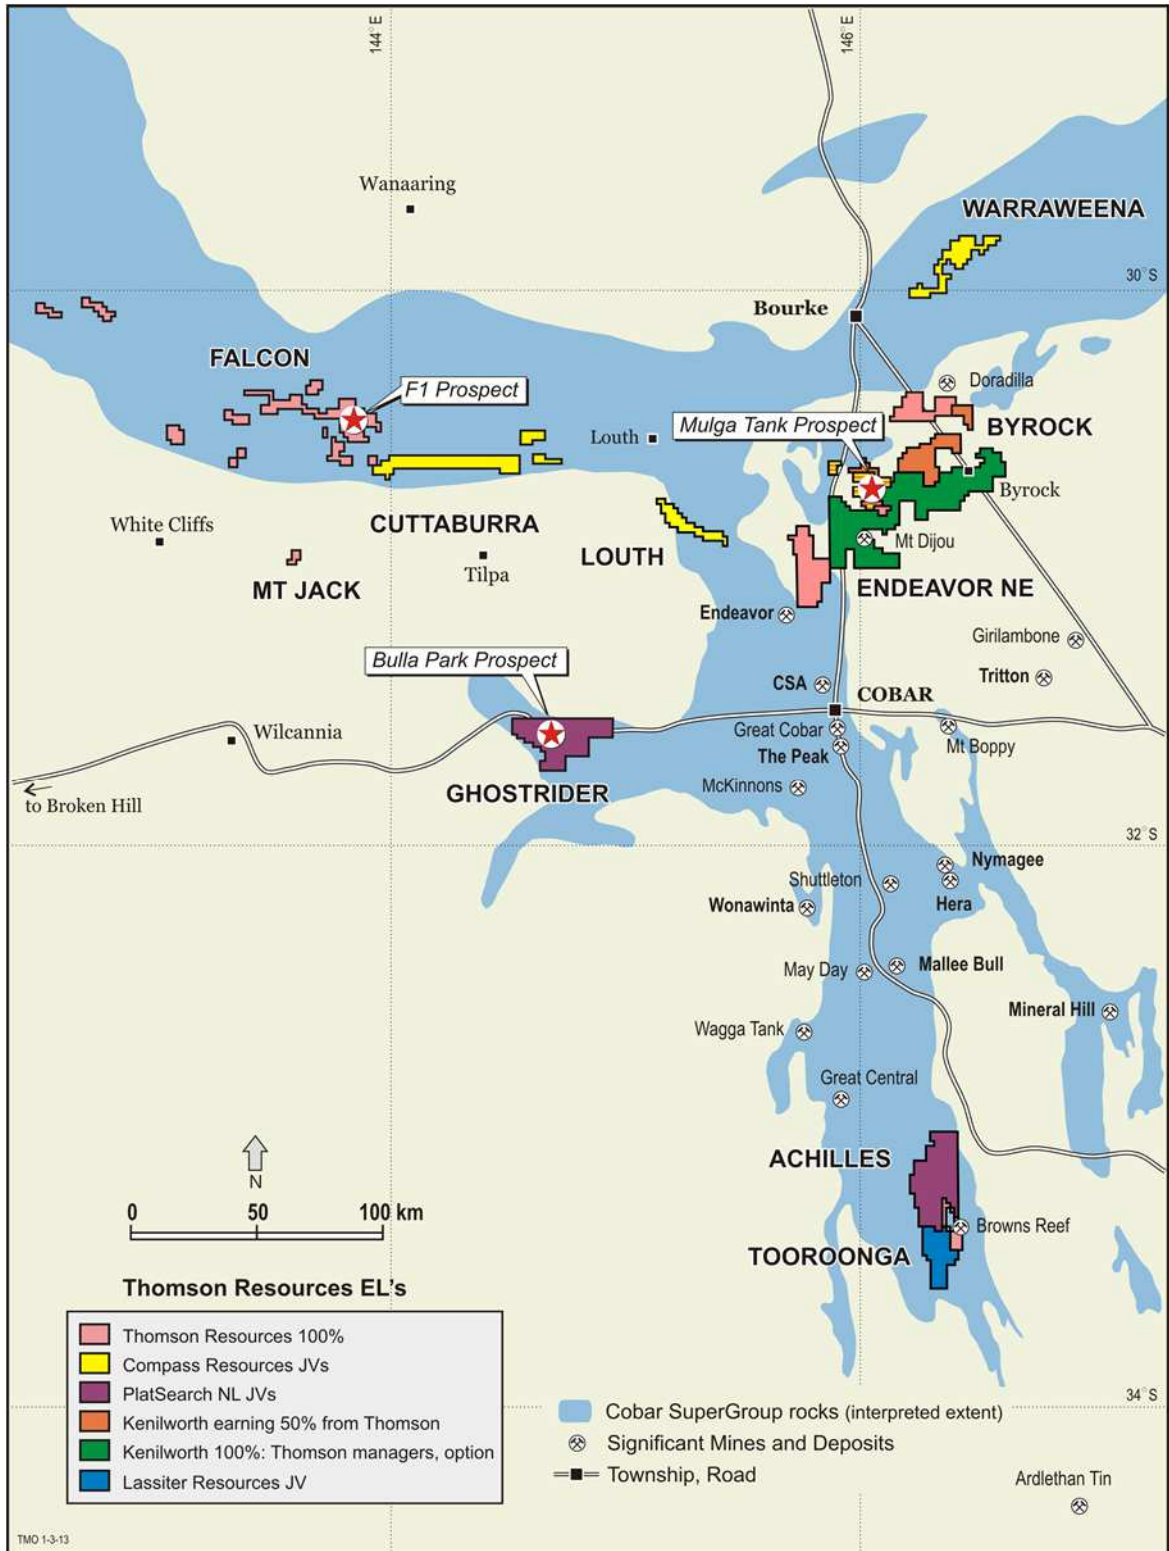 144°E
146°E
Wanaaring
WARRAWEENA
30°S
Bourke
FALCON
F1 Prospect
Doradilla
Mulga Tank Prospect
BYROCK
Louth
Byrock
White Cliffs
CUTTABURRA
Mt Dijou
LOUTH
Tilpa
MT JACK
ENDEAVOR NE
Endeavor
Girilambone
Bulla Park Prospect
Tritton
CSA
COBAR
Wilcannia
Great Cobar
Mt Boppy
The Peak
McKinnons
GHOSTRIDER
to Broken Hill
32°S
Nymagee
Shuttleton
Wonawinta
Hera
May Day
Mallee Bull
Mineral Hill
Wagga Tank
Great Central
ACHILLES
N
0 50 100 km
Browns Reef
TOOROONGA
Thomson Resources EL's
Thomson Resources 100%
Compass Resources JVs
PlatSearch NL JVs
Kenilworth earning 50% from Thomson
Kenilworth 100%: Thomson managers, option
Lassiter Resources JV
34°S
Cobar SuperGroup rocks (interpreted extent)
Significant Mines and Deposits
Township, Road
Ardlethan Tin
TMO 1-3-13